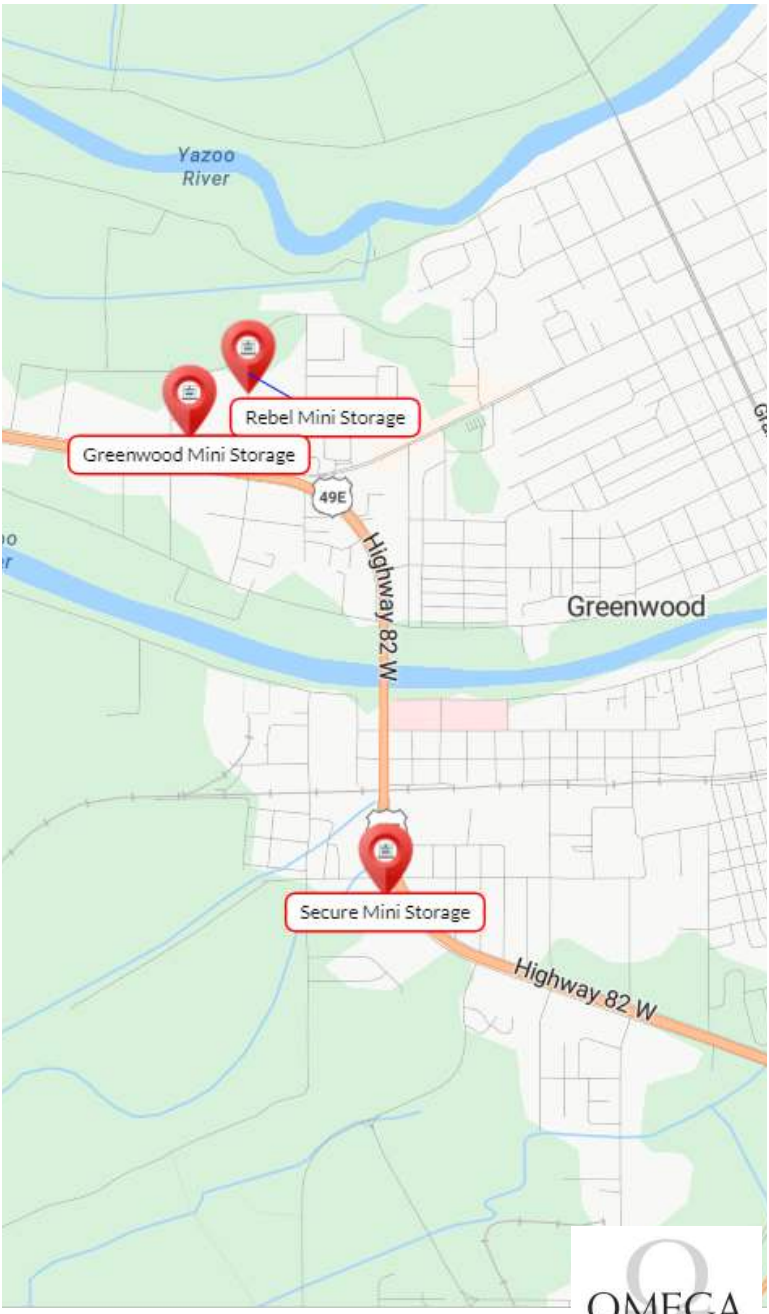 Yazoo
River
Rebel Mini Storage
Greenwood Mini Storage
49E
Highway 82 W
Greenwood
Secure Mini Storage
Highway 82 W
OMEGA